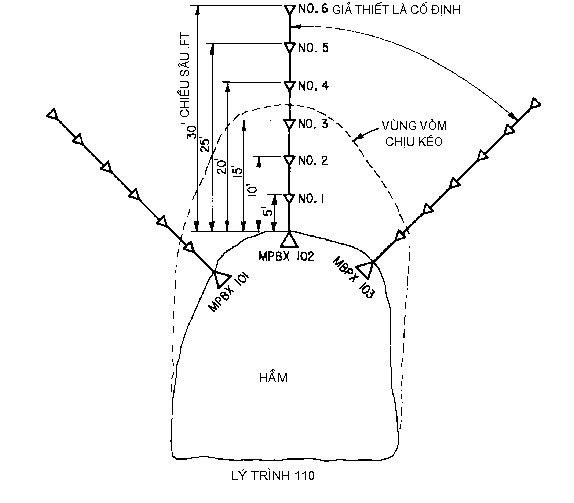 NO. 6 GIẢ THIẾT LÀ CỐ ĐỊNH
NO. 5
NO. 4
NO. 3
NO. 2
NO. 1
30' CHIỀU SÂU .FT
25'
20'
15'
10'
5'
VÙNG VÒM
CHỊU KÉO
MPBX 101
MPBX 102
MBPX 103
HẦM
LÝ TRÌNH 110